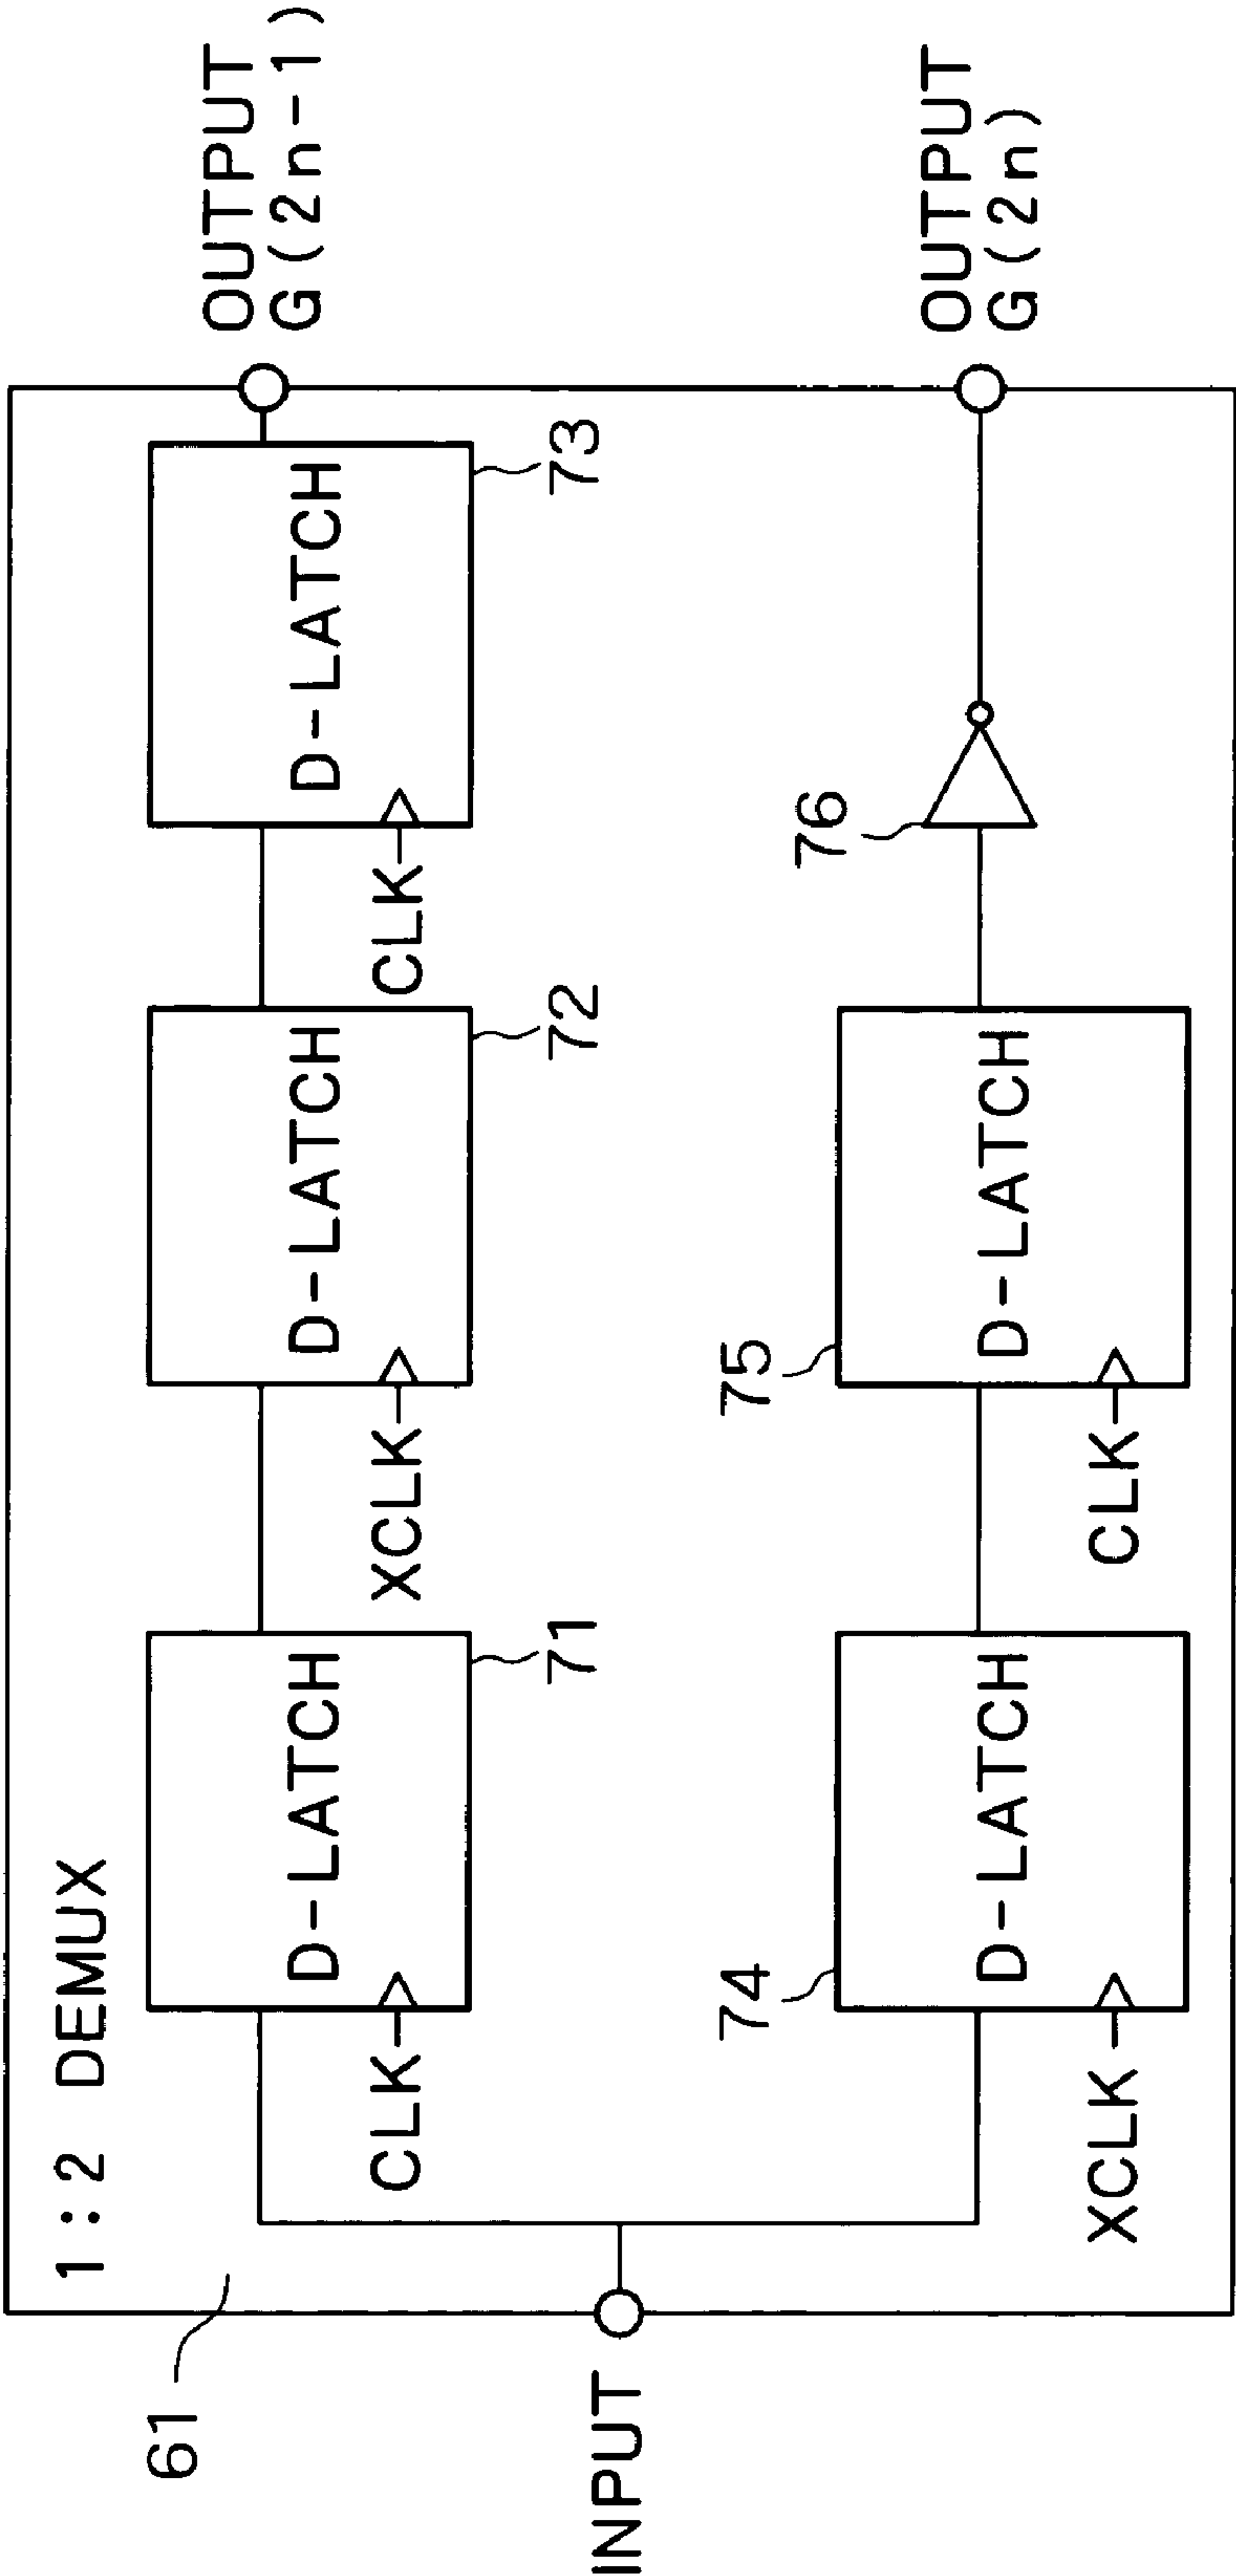 1:2 DEMUX
61
INPUT
D-LATCH
CLK
71
D-LATCH
XCLK
72
D-LATCH
CLK
73
OUTPUT
G(2n-1)
D-LATCH
XCLK
74
D-LATCH
CLK
75
76
OUTPUT
G(2n)